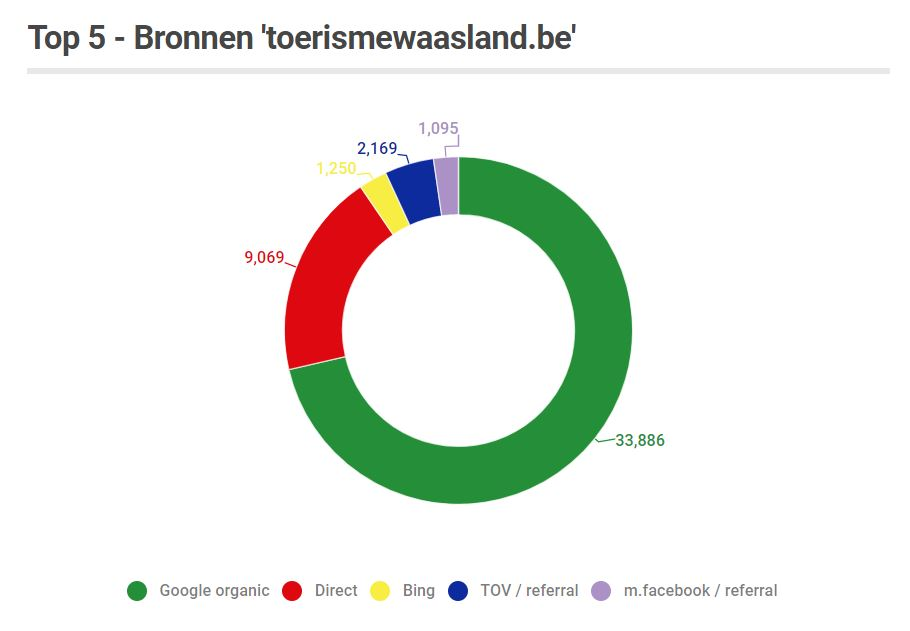 Top 5 - Bronnen 'toerismewaasland.be'
1,095
2,169
1,250
9,069
33,886
Google organic Direct Bing TOV / referral m.facebook / referral